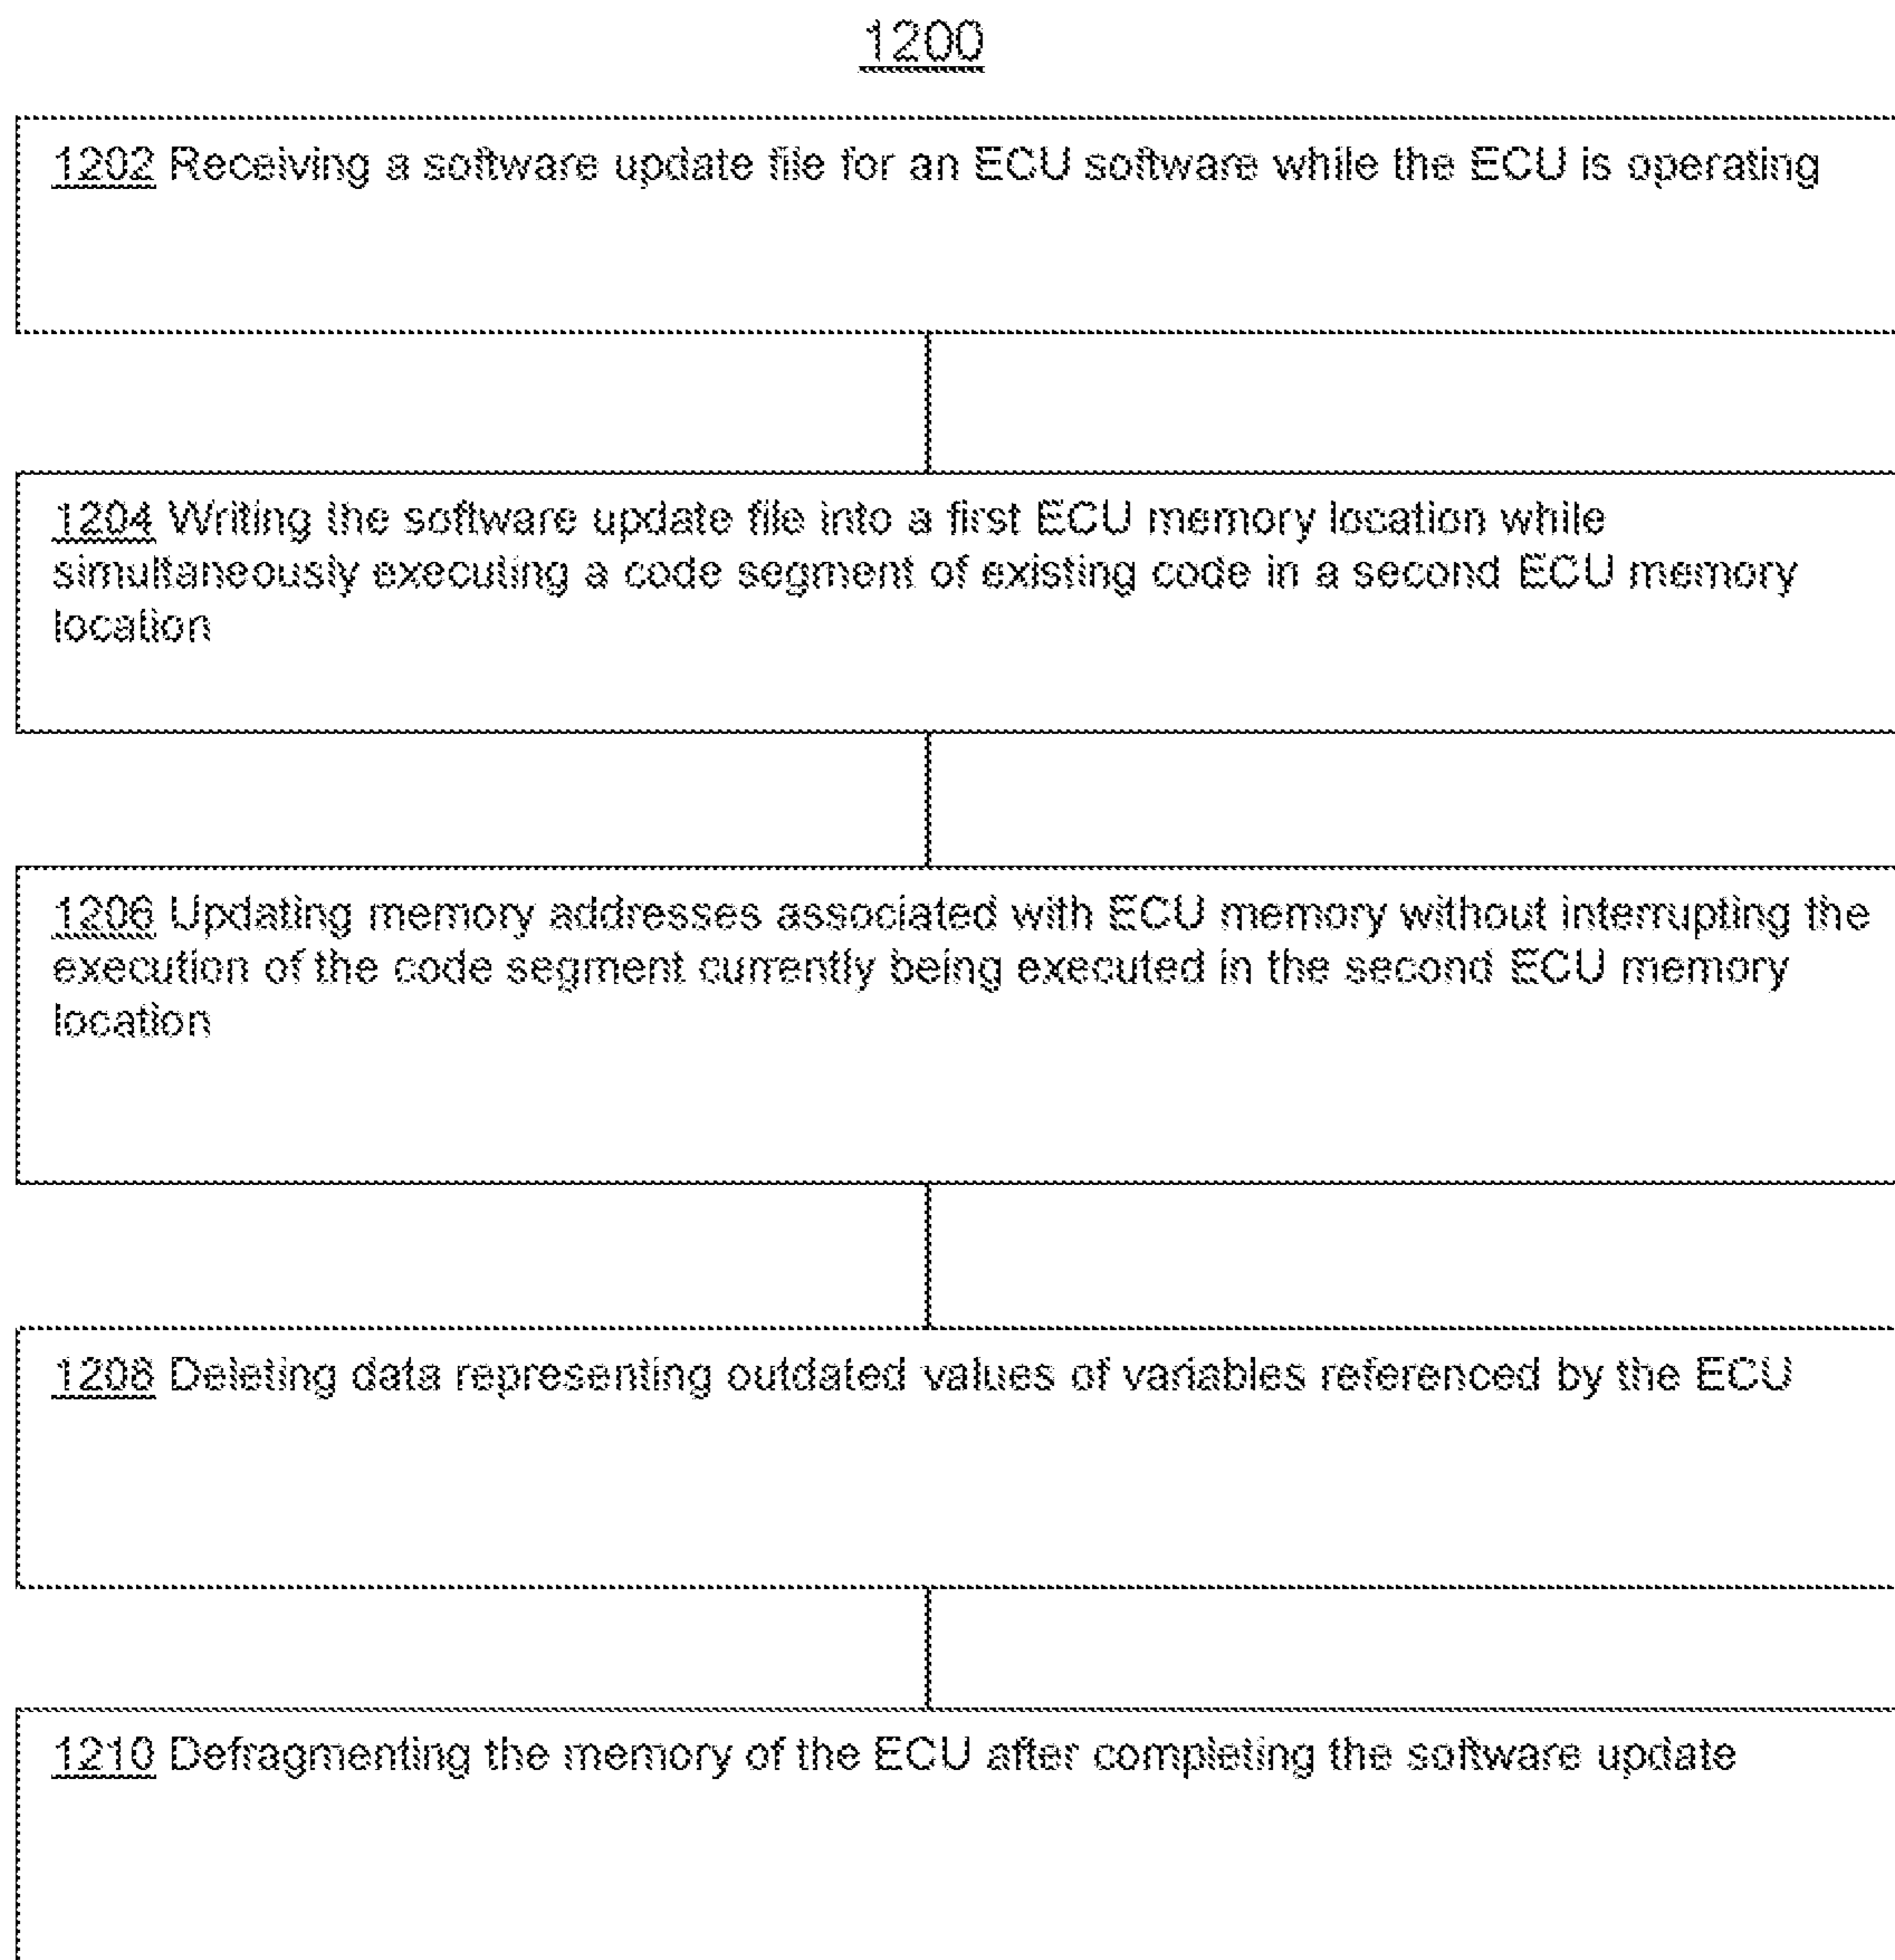 1200
1202 Receiving a software update file for an ECU software while the ECU is operating
1204 Writing the software update file into a first ECU memory location while
simultaneously executing a code segment of existing code in a second ECU memory
location
1206 Updating memory addresses associated with ECU memory without interrupting the
execution of the code segment currently being executed in the second ECU memory
location
1208 Deleting data representing outdated values of variables referenced by the ECU
1210 Defragmenting the memory of the ECU after completing the software update